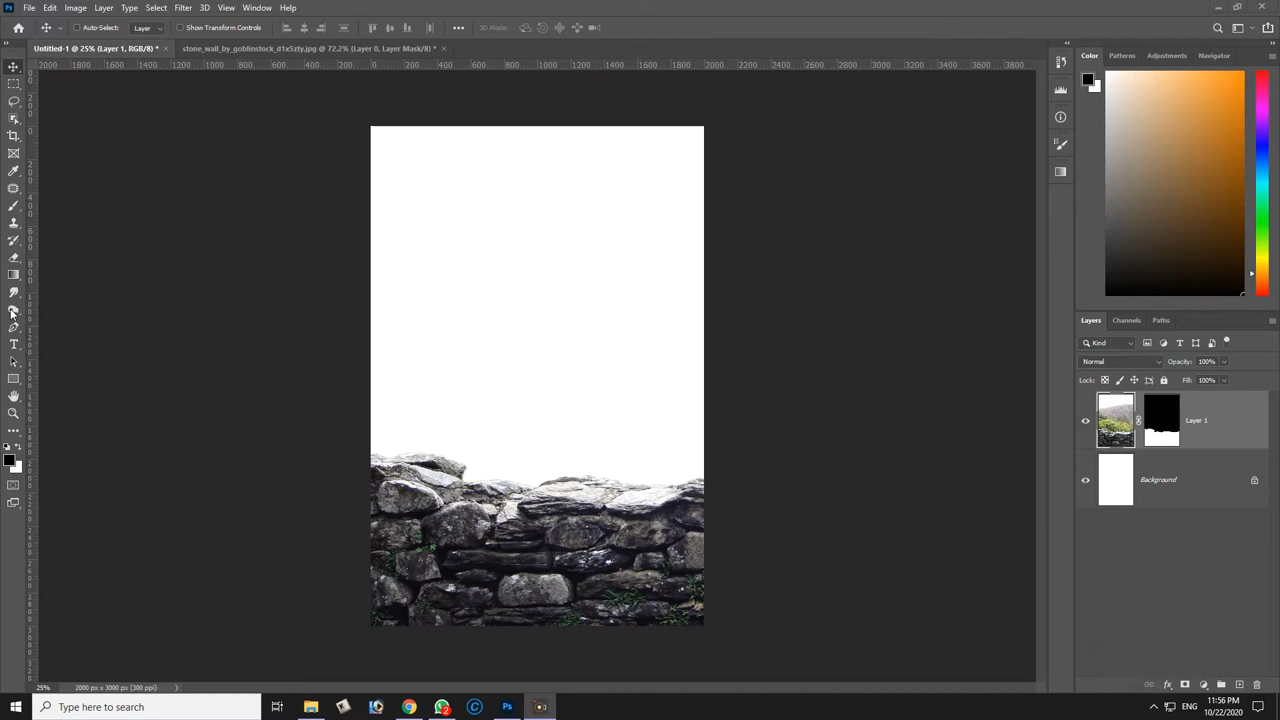 Ps File Edit Image Layer Type Select Filter 3D View Window Help
Auto-Select: Layer Show Transform Controls 3D Mode:
Untitled-1 @ 25% (Layer 1, RGB/8) * × stone_wall_by_goblinstock_d1x5zty.jpg @ 72.2% (Layer 0, Layer Mask/8) * ×
2000 1800 1600 1400 1200 1000 800 600 400 200 0 200 400 600 800 1000 1200 1400 1600 1800 2000 2200 2400 2600 2800 3000 3200 3400 3600 3800
Color Patterns Adjustments Navigator
Layers Channels Paths
Kind
Normal Opacity: 100%
Lock: Fill: 100%
Layer 1
Background
25% 2000 px x 3000 px (300 ppi)
Type here to search
2
Ps
ENG
11:56 PM
10/22/2020